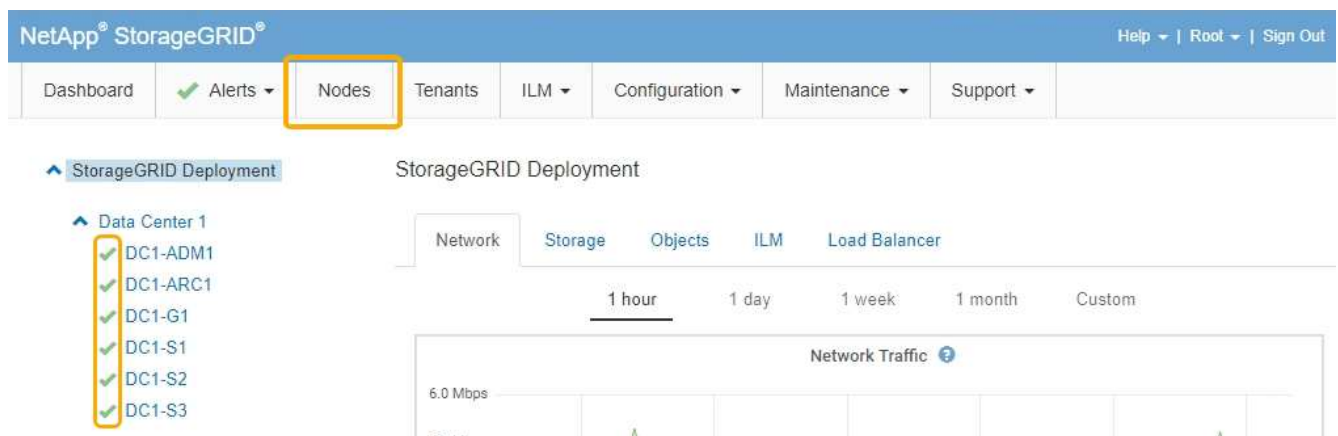 NetApp® StorageGRID®
Help | Root | Sign Out
Dashboard Alerts Nodes Tenants ILM Configuration Maintenance Support
StorageGRID Deployment
StorageGRID Deployment
Data Center 1
DC1-ADM1
DC1-ARC1
DC1-G1
DC1-S1
DC1-S2
DC1-S3
Network Storage Objects ILM Load Balancer
1 hour 1 day 1 week 1 month Custom
Network Traffic ?
6.0 Mbps